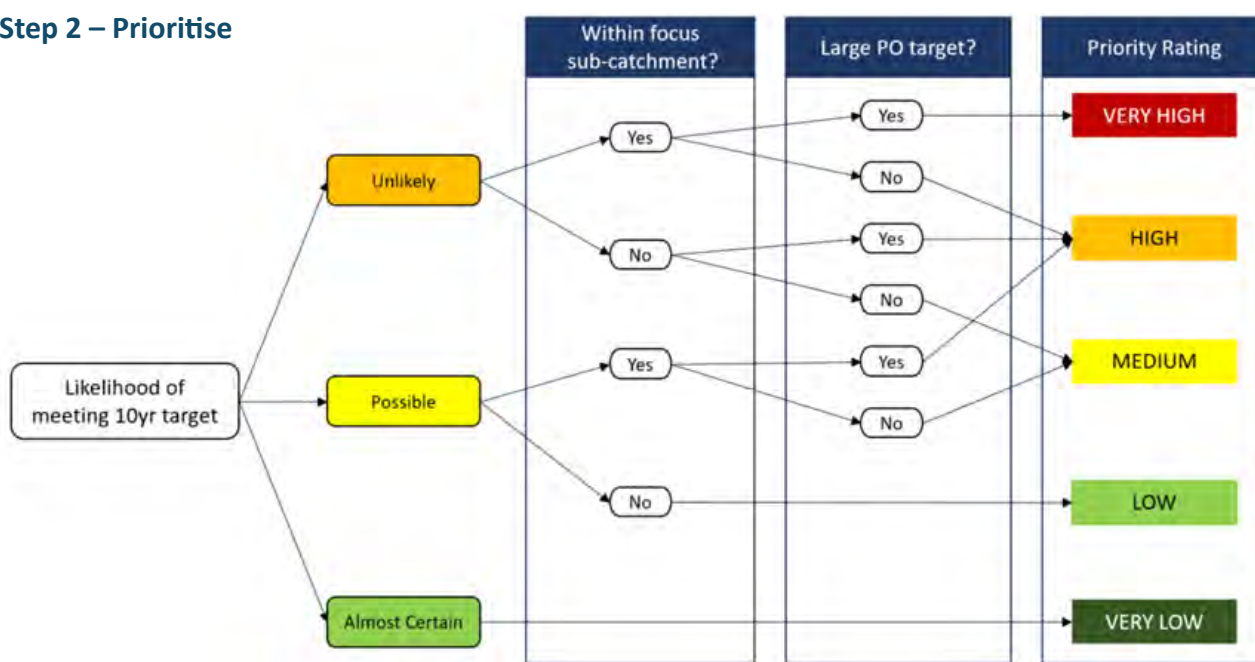 Step 2 – Prioritise
Within focus
sub-catchment?
Large PO target?
Priority Rating
Yes
VERY HIGH
Yes
Unlikely
No
Yes
HIGH
No
No
Yes
MEDIUM
Yes
Likelihood of
meeting 10yr target
Possible
No
No
LOW
Almost Certain
VERY LOW